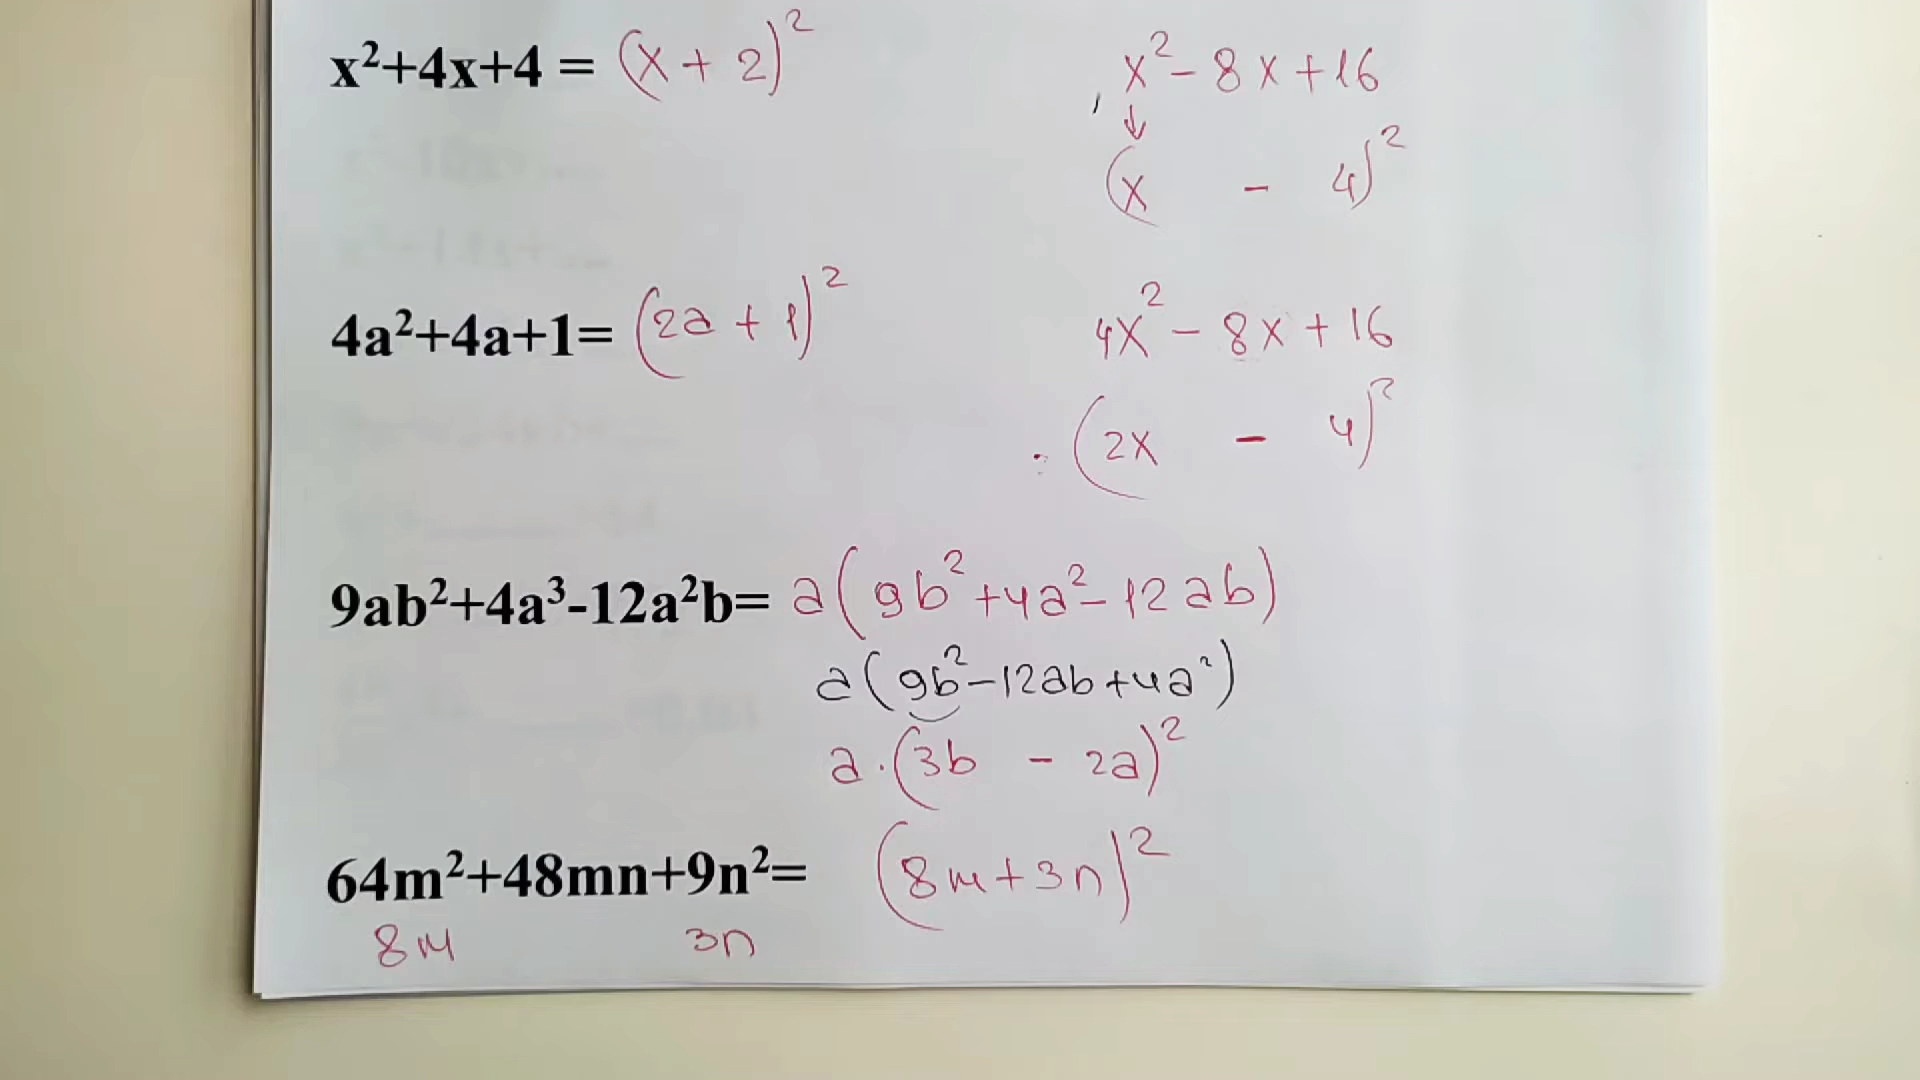 x²+4x+4 = (x + 2)²
x² - 8x + 16
(x - 4)²
4a²+4a+1= (2a + 1)²
4x² - 8x + 16
(2x - 4)²
9ab²+4a³-12a²b= a(9b²+4a²-12ab)
a(9b²-12ab+4a²)
a·(3b - 2a)²
64m²+48mn+9n²= (8m+3n)²
8m 3n